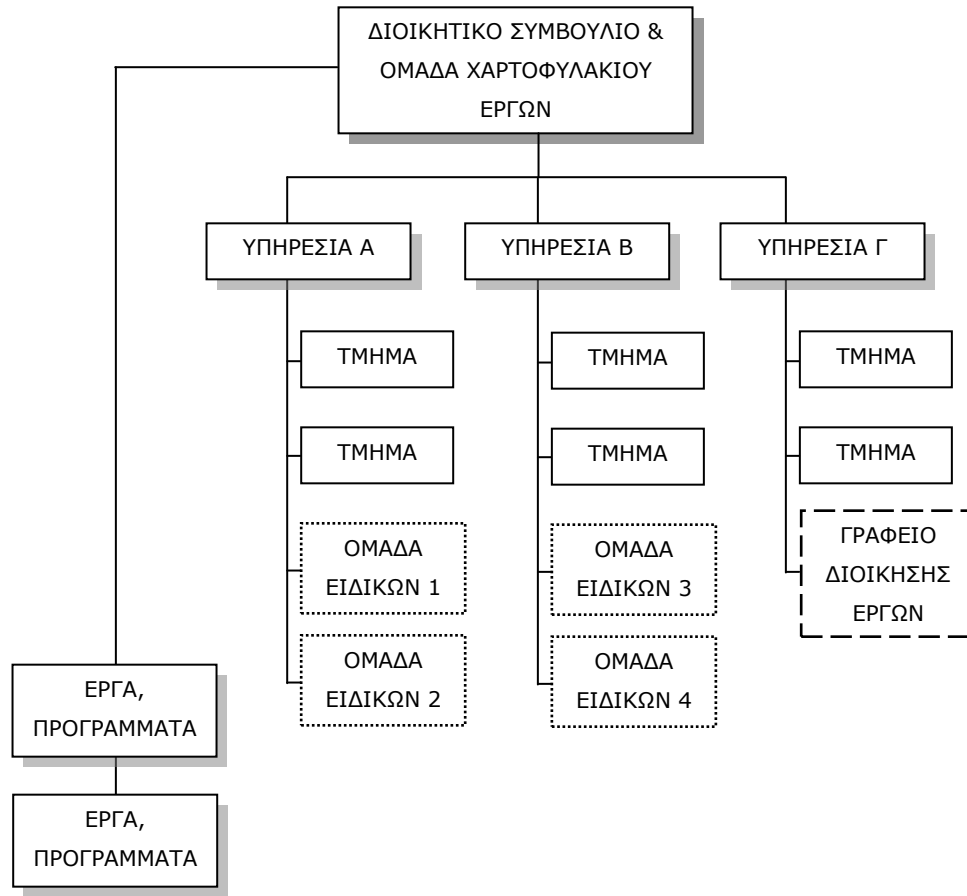 ΔΙΟΙΚΗΤΙΚΟ ΣΥΜΒΟΥΛΙΟ &
ΟΜΑΔΑ ΧΑΡΤΟΦΥΛΑΚΙΟΥ
ΕΡΓΩΝ
ΥΠΗΡΕΣΙΑ Α
ΥΠΗΡΕΣΙΑ Β
ΥΠΗΡΕΣΙΑ Γ
ΤΜΗΜΑ
ΤΜΗΜΑ
ΤΜΗΜΑ
ΤΜΗΜΑ
ΤΜΗΜΑ
ΤΜΗΜΑ
ΟΜΑΔΑ
ΕΙΔΙΚΩΝ 1
ΟΜΑΔΑ
ΕΙΔΙΚΩΝ 3
ΓΡΑΦΕΙΟ
ΔΙΟΙΚΗΣΗΣ
ΕΡΓΩΝ
ΟΜΑΔΑ
ΕΙΔΙΚΩΝ 2
ΟΜΑΔΑ
ΕΙΔΙΚΩΝ 4
ΕΡΓΑ,
ΠΡΟΓΡΑΜΜΑΤΑ
ΕΡΓΑ,
ΠΡΟΓΡΑΜΜΑΤΑ